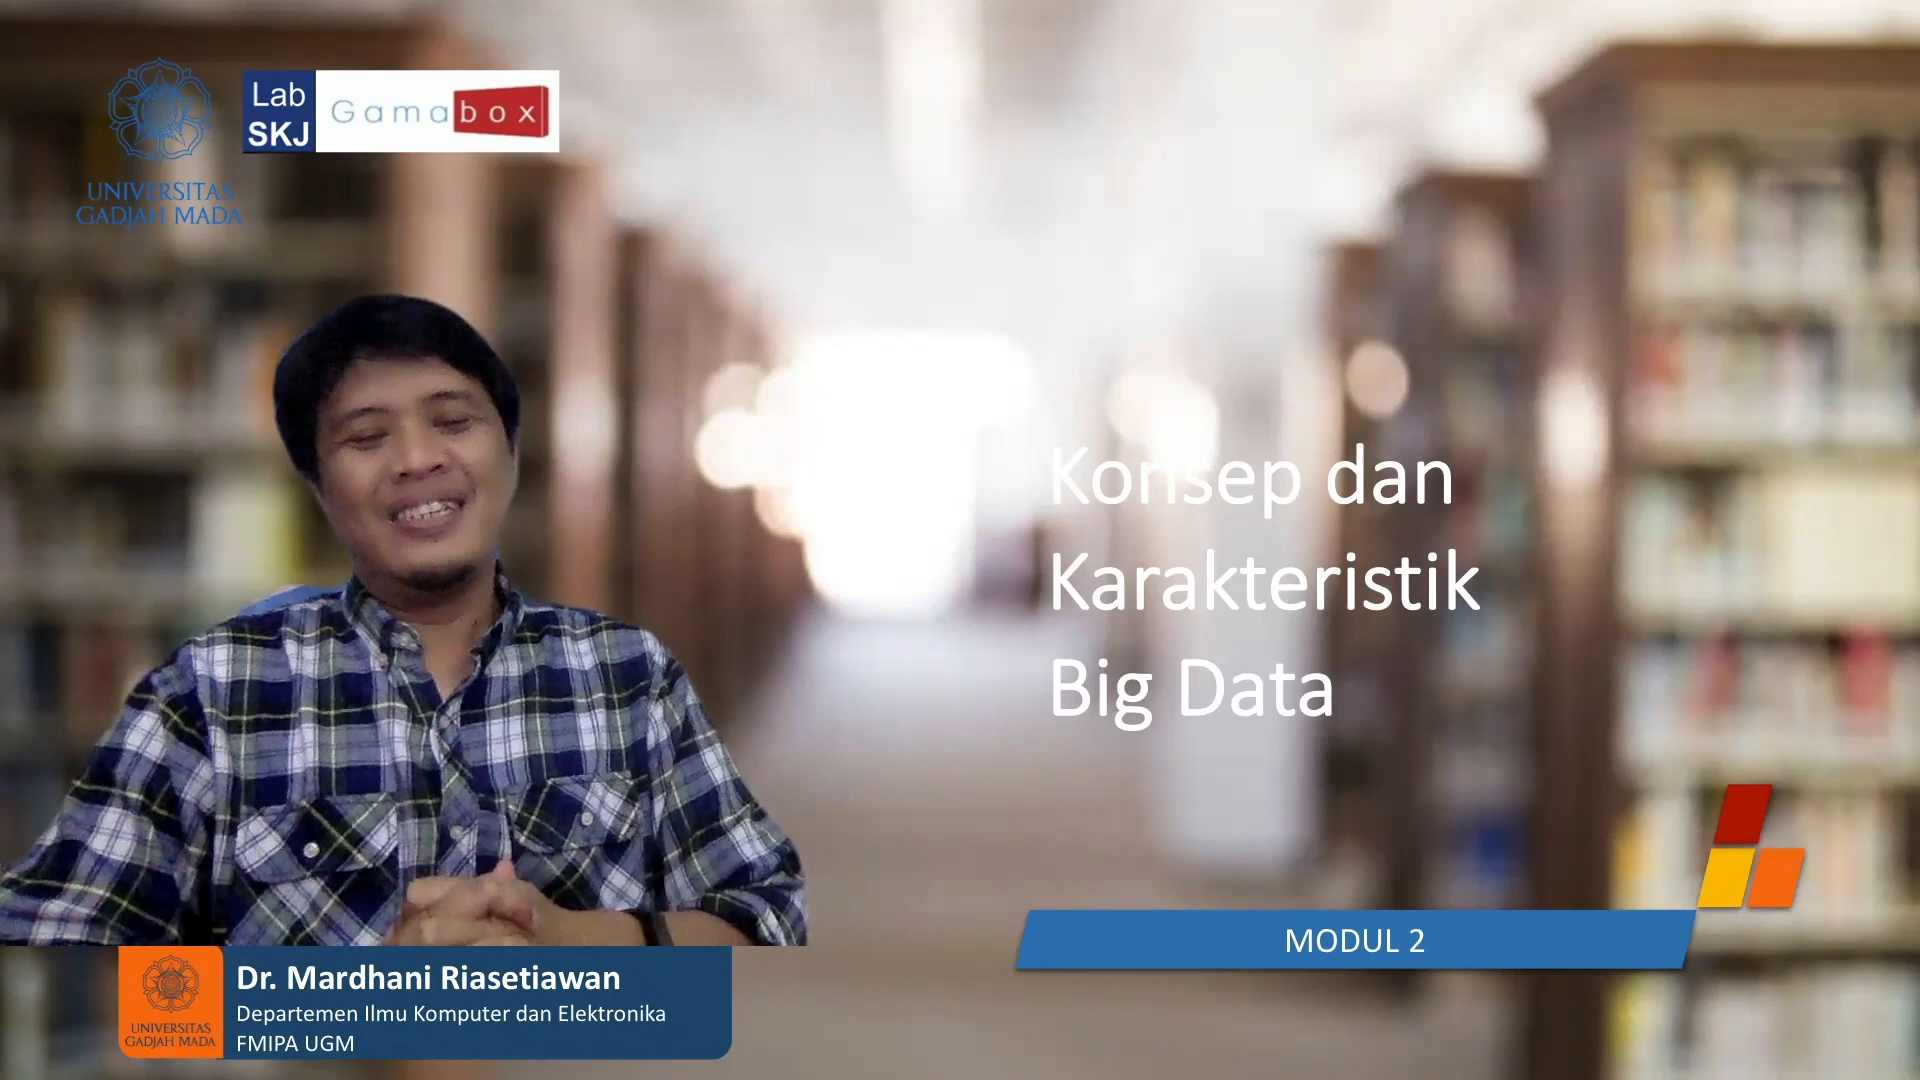 UNIVERSITAS
GADJAH MADA
Lab
SKJ
Gamabox
Konsep dan
Karakteristik
Big Data
MODUL 2
UNIVERSITAS
GADJAH MADA
Dr. Mardhani Riasetiawan
Departemen Ilmu Komputer dan Elektronika
FMIPA UGM